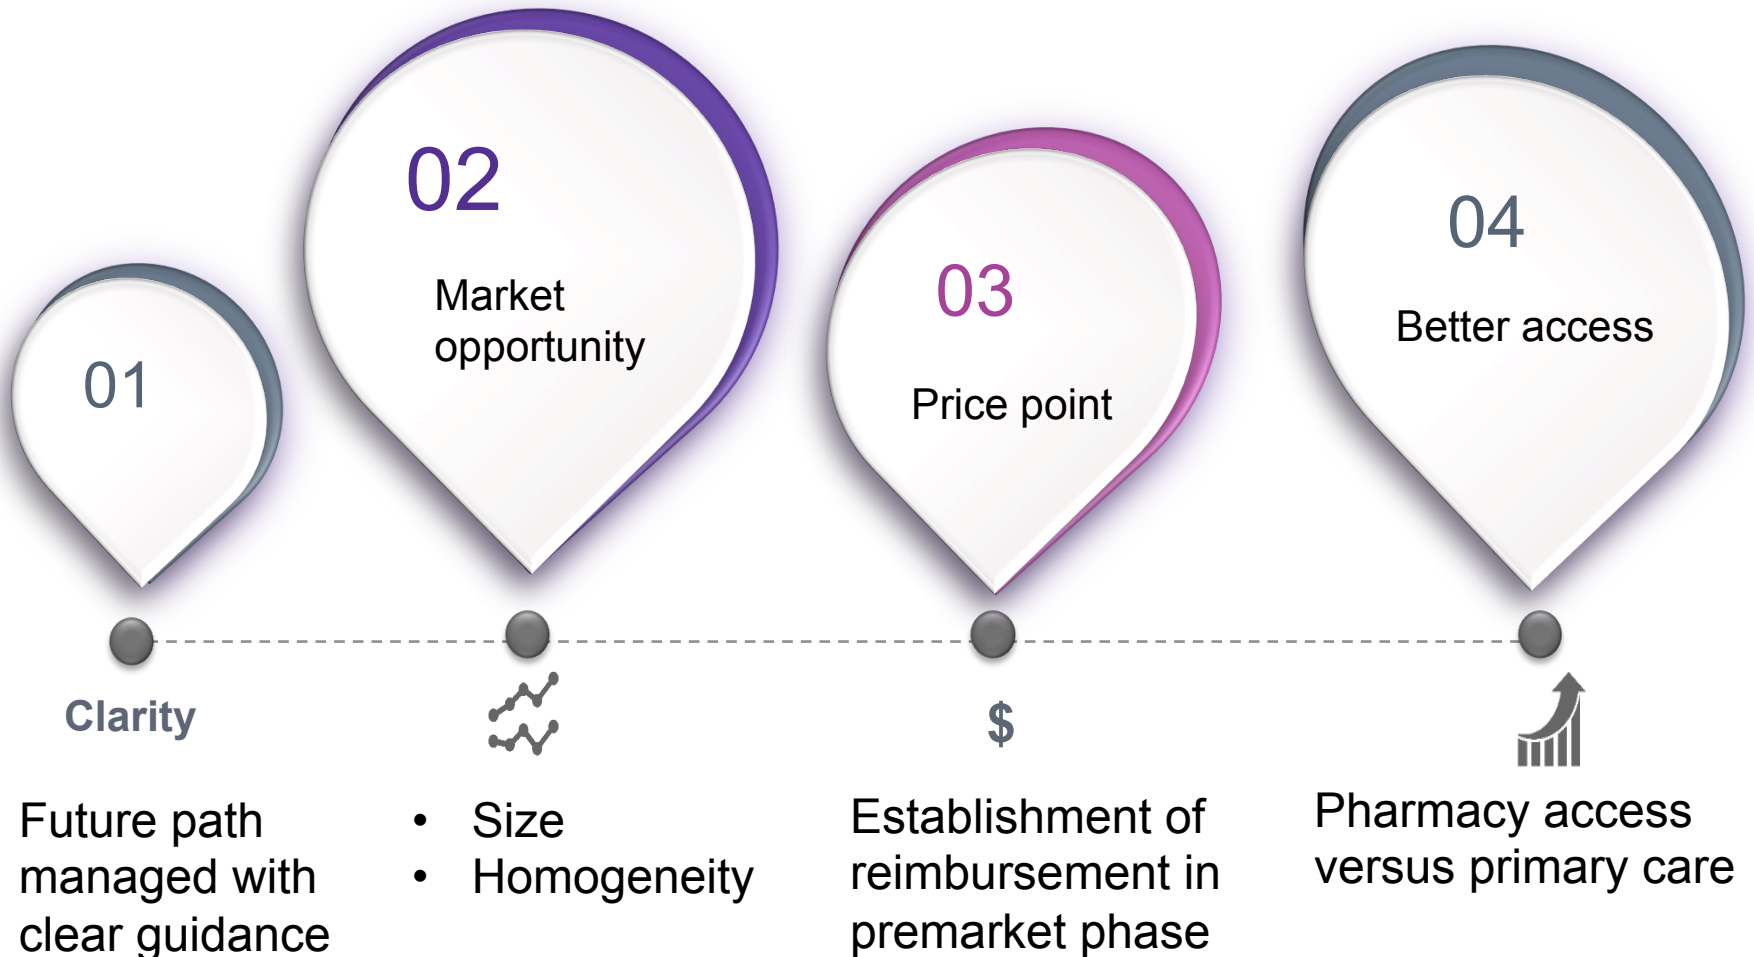 01
02
Market
opportunity
03
Price point
04
Better access
Clarity
Future path
managed with
clear guidance
• Size
• Homogeneity
$
Establishment of
reimbursement in
premarket phase
Pharmacy access
versus primary care